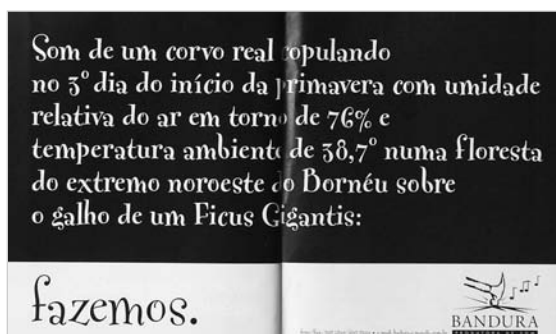 Som de um corvo real copulando
no 3º dia do início da primavera com umidade
relativa do ar em torno de 76% e
temperatura ambiente de 38,7º numa floresta
do extremo noroeste do Bornéu sobre
o galho de um Ficus Gigantis:
fazemos.
BANDURA